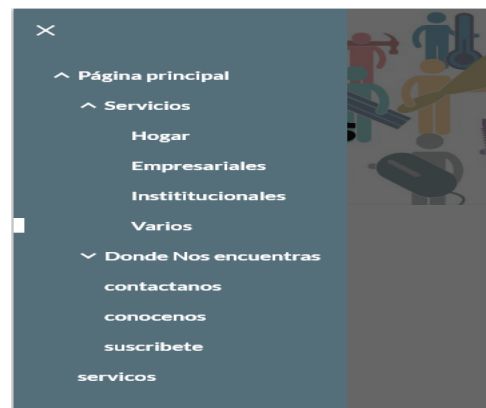 Página principal
Servicios
Hogar
Empresariales
Instititucionales
Varios
Donde Nos encuentras
contactanos
conocenos
suscribete
servicos